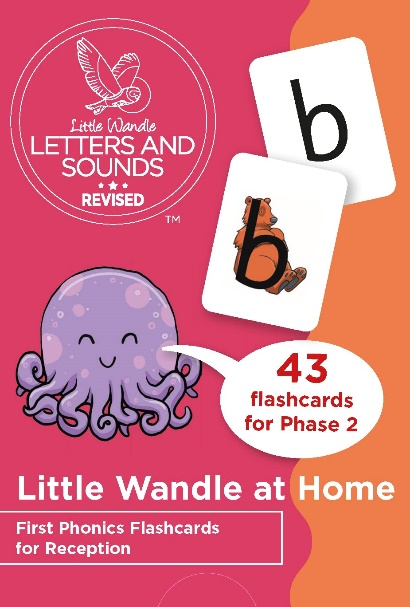 Little Wandle
LETTERS AND
SOUNDS
REVISED
TM
b
b
43
flashcards
for Phase 2
Little Wandle at Home
First Phonics Flashcards
for Reception